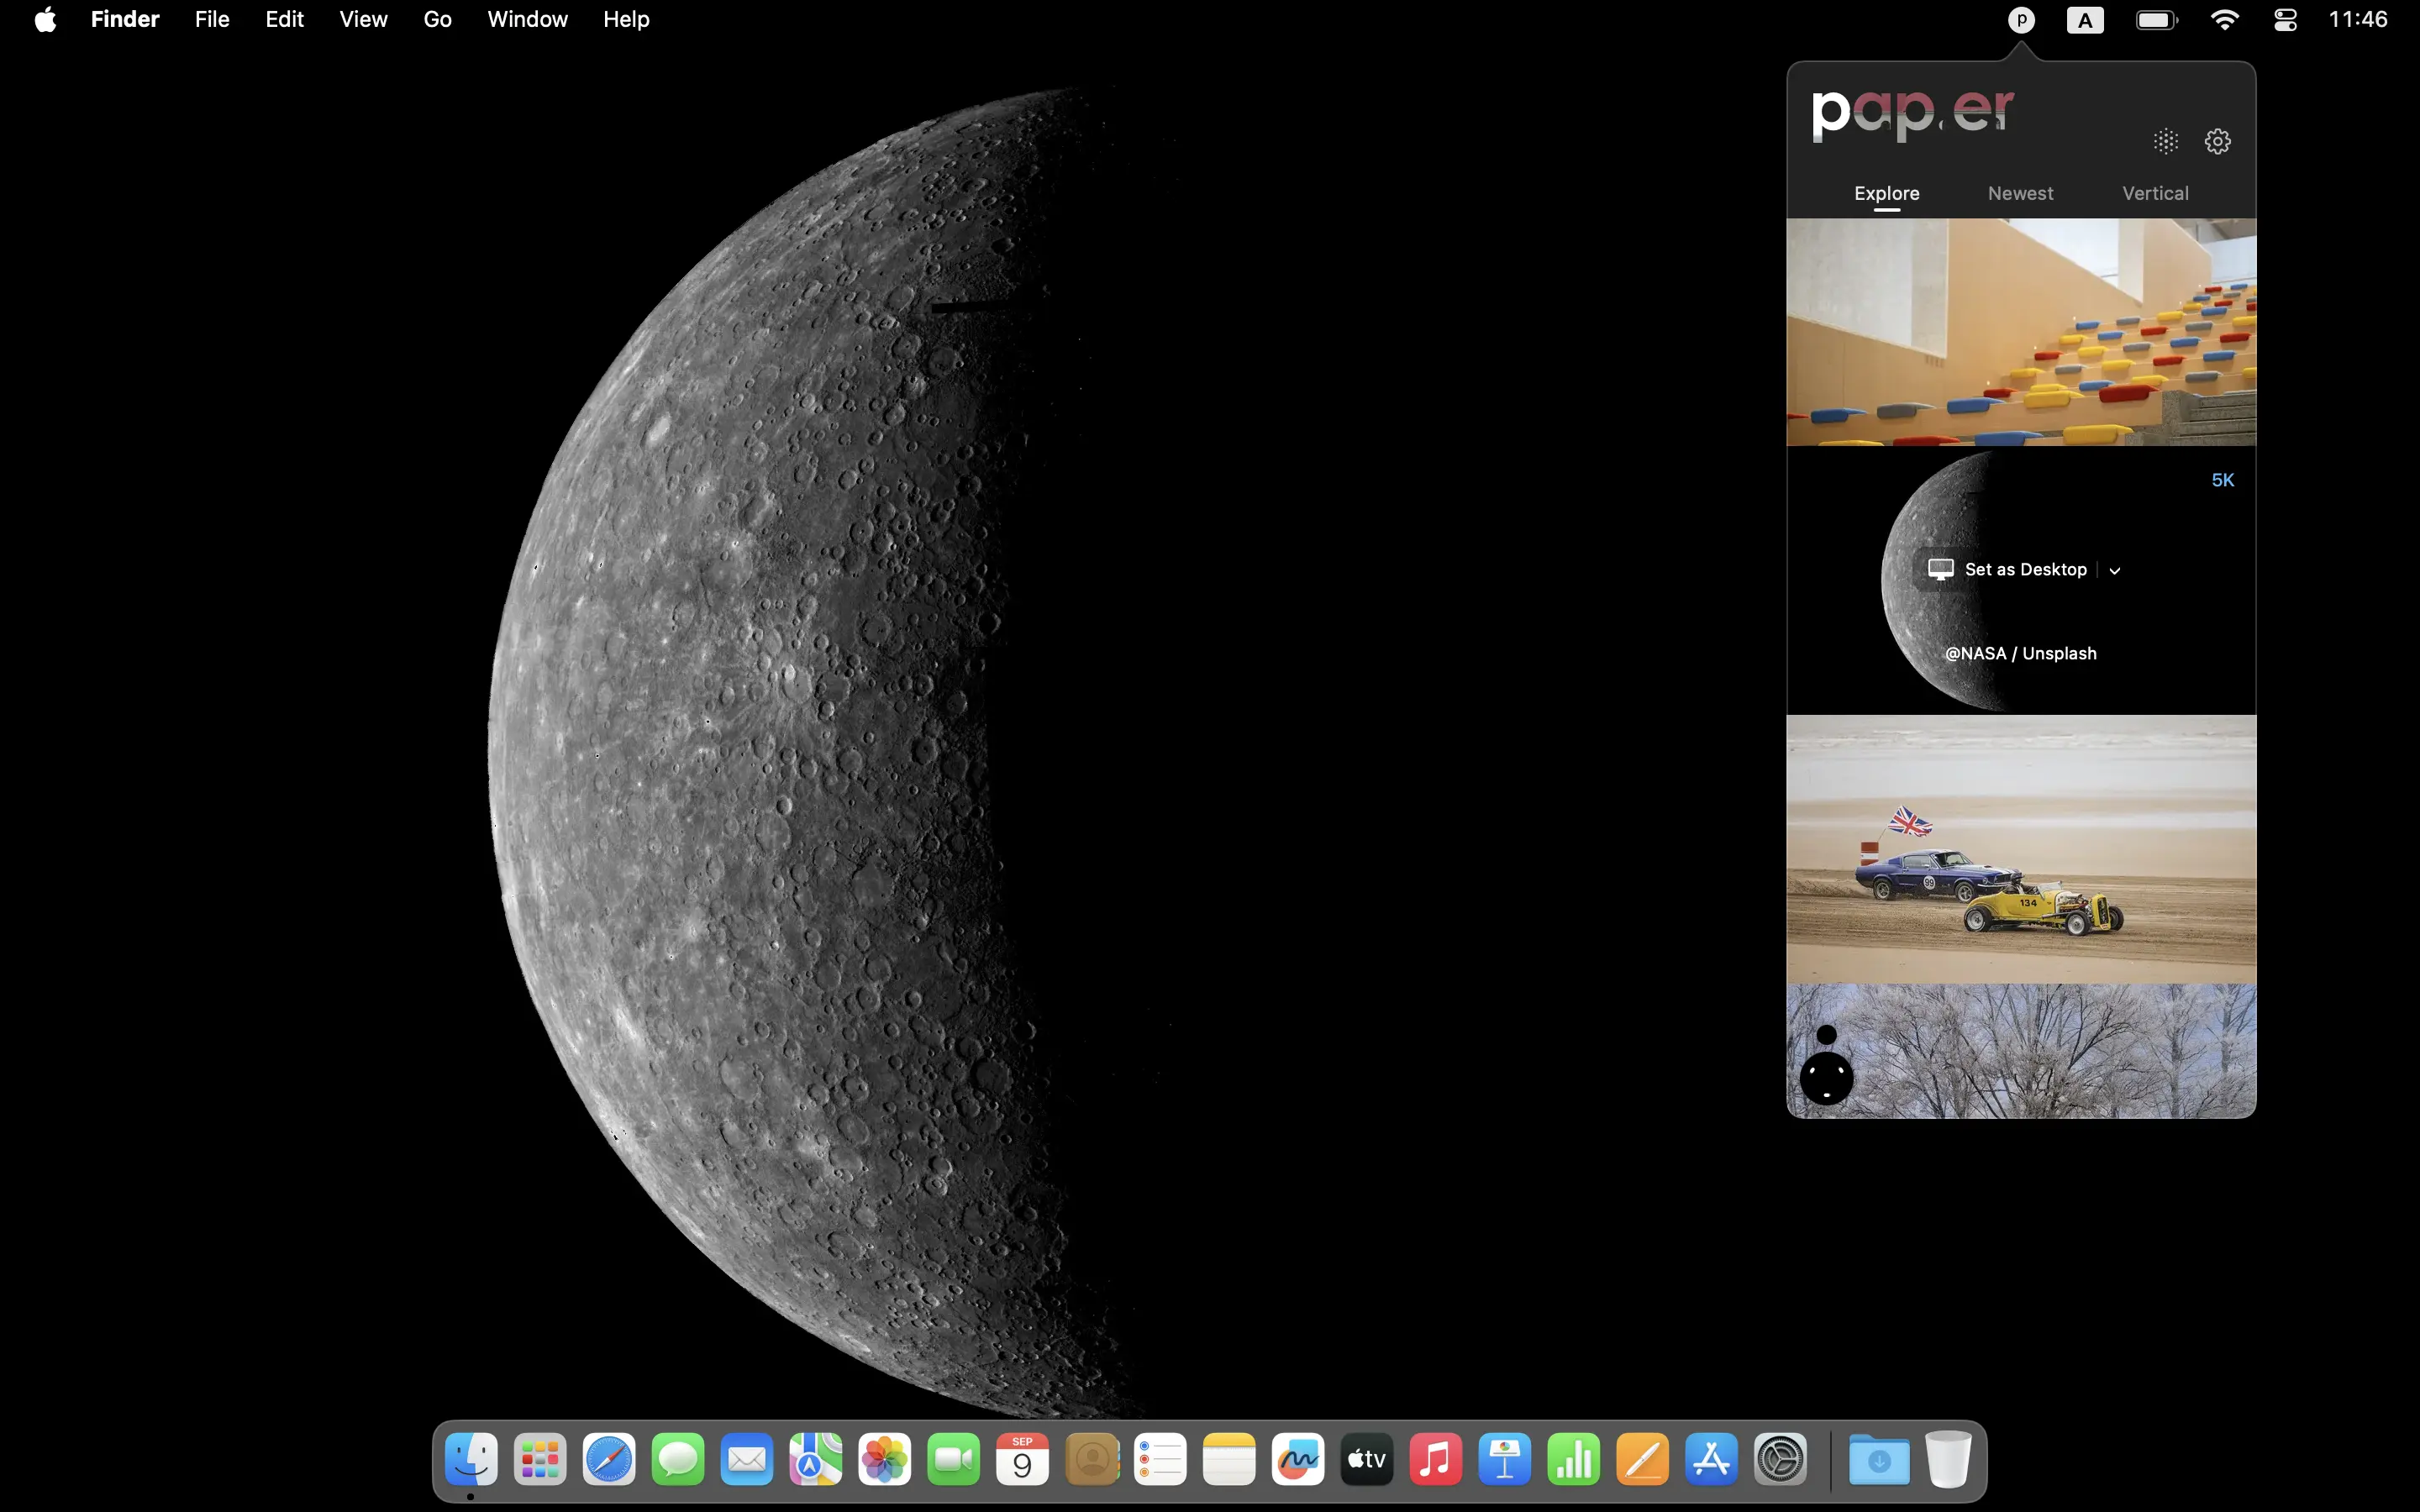 Finder File Edit View Go Window Help
p A 11:46
pap.er
Explore Newest Vertical
5K
Set as Desktop
@NASA / Unsplash
99
134
SEP
9
tv